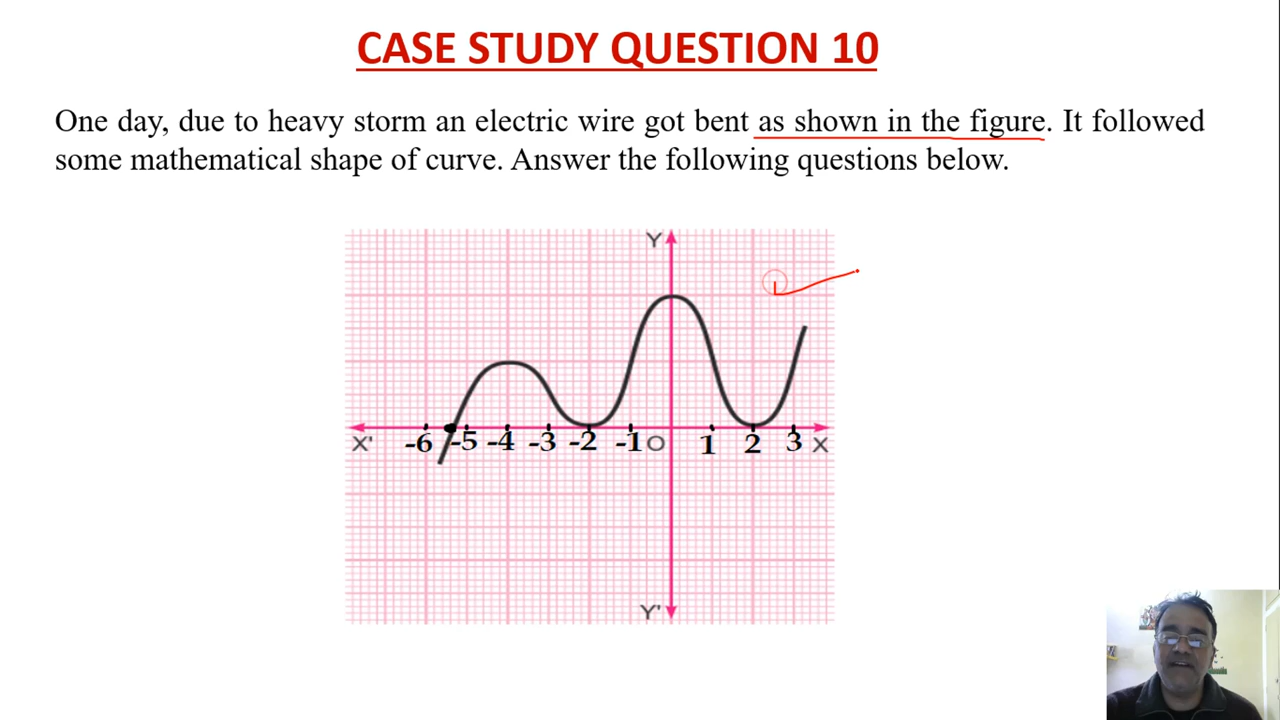 CASE STUDY QUESTION 10
One day, due to heavy storm an electric wire got bent as shown in the figure. It followed
some mathematical shape of curve. Answer the following questions below.
Y
X' -6 -5 -4 -3 -2 -1 O 1 2 3 X
Y'